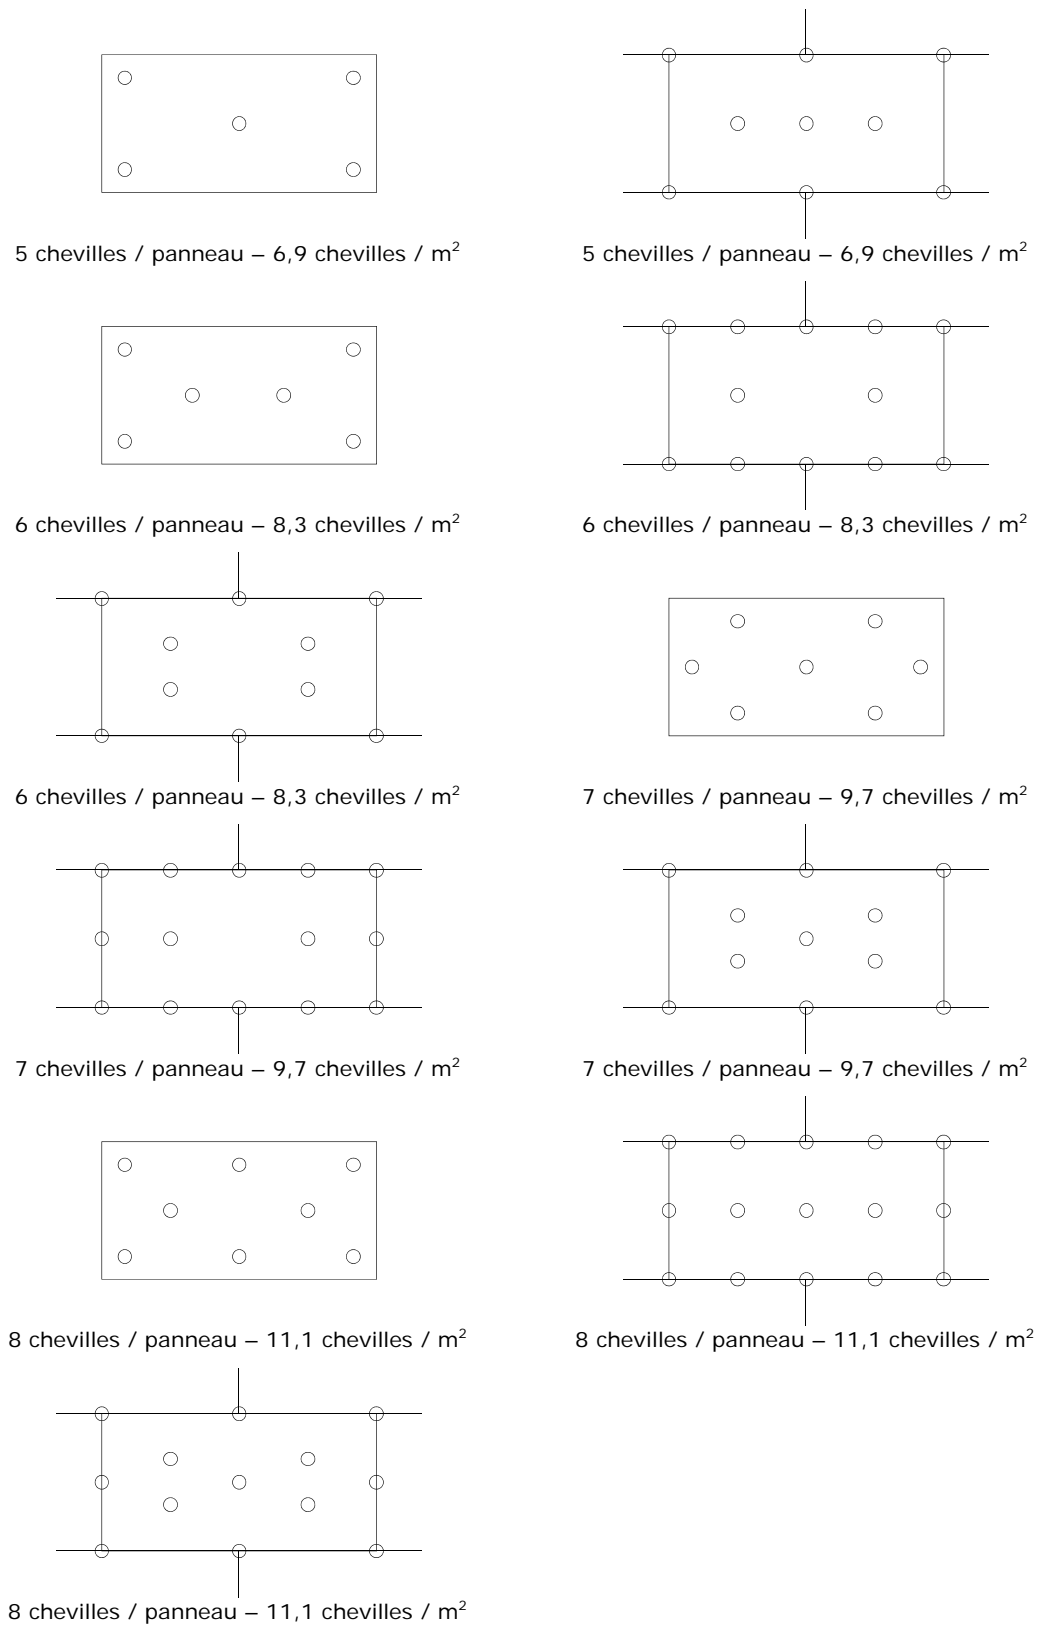 5 chevilles / panneau – 6,9 chevilles / m²
5 chevilles / panneau – 6,9 chevilles / m²
6 chevilles / panneau – 8,3 chevilles / m²
6 chevilles / panneau – 8,3 chevilles / m²
6 chevilles / panneau – 8,3 chevilles / m²
7 chevilles / panneau – 9,7 chevilles / m²
7 chevilles / panneau – 9,7 chevilles / m²
7 chevilles / panneau – 9,7 chevilles / m²
8 chevilles / panneau – 11,1 chevilles / m²
8 chevilles / panneau – 11,1 chevilles / m²
8 chevilles / panneau – 11,1 chevilles / m²